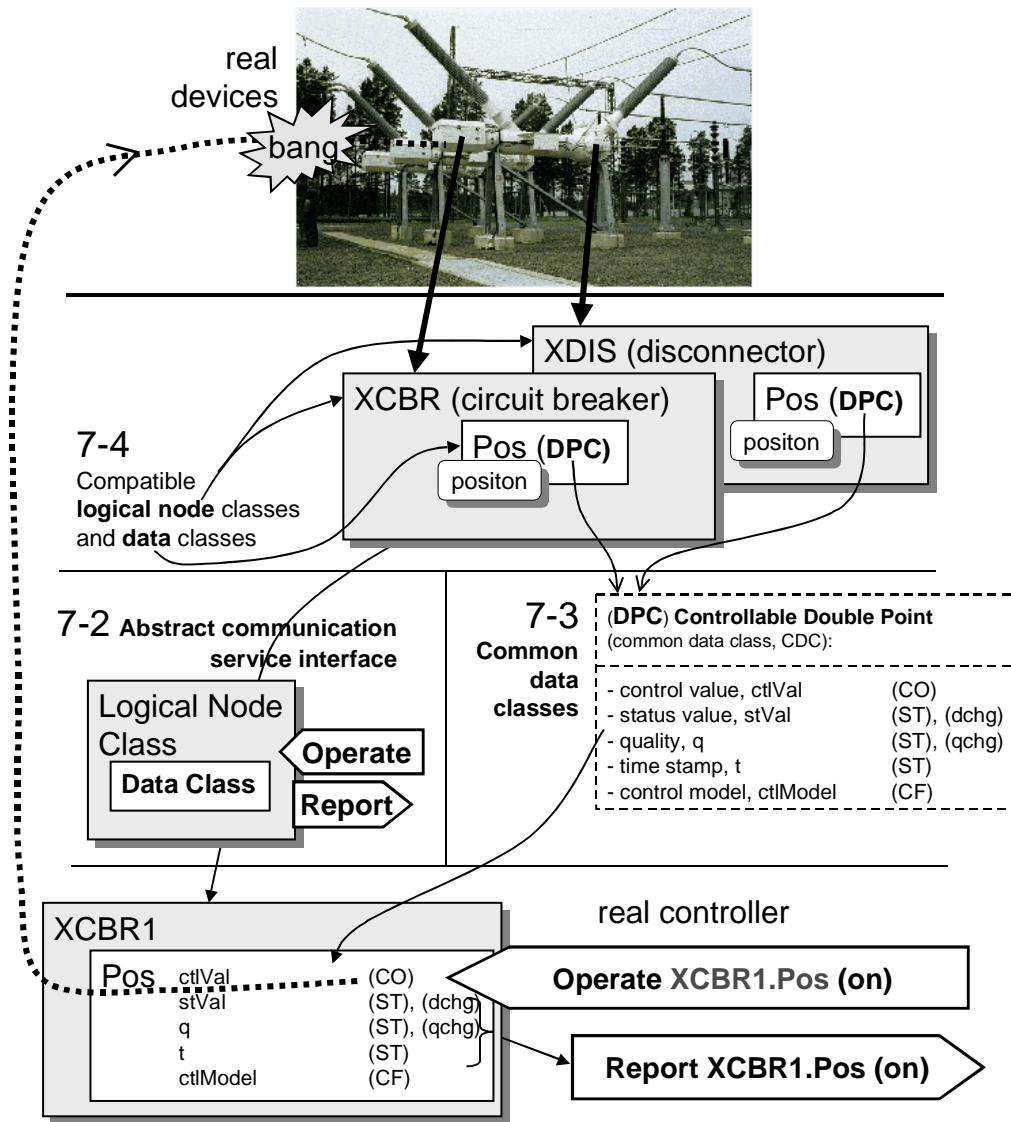 real
devices
bang
XDIS (disconnector)
Pos (DPC)
positon
XCBR (circuit breaker)
Pos (DPC)
positon
7-4
Compatible
logical node classes
and data classes
7-2 Abstract communication
service interface
Logical Node
Class
Data Class
Operate
Report
7-3
Common
data
classes
(DPC) Controllable Double Point
(common data class, CDC):
- control value, ctlVal (CO)
- status value, stVal (ST), (dchg)
- quality, q (ST), (qchg)
- time stamp, t (ST)
- control model, ctlModel (CF)
real controller
XCBR1
Pos ctlVal (CO)
stVal (ST), (dchg)
q (ST), (qchg)
t (ST)
ctlModel (CF)
Operate XCBR1.Pos (on)
Report XCBR1.Pos (on)